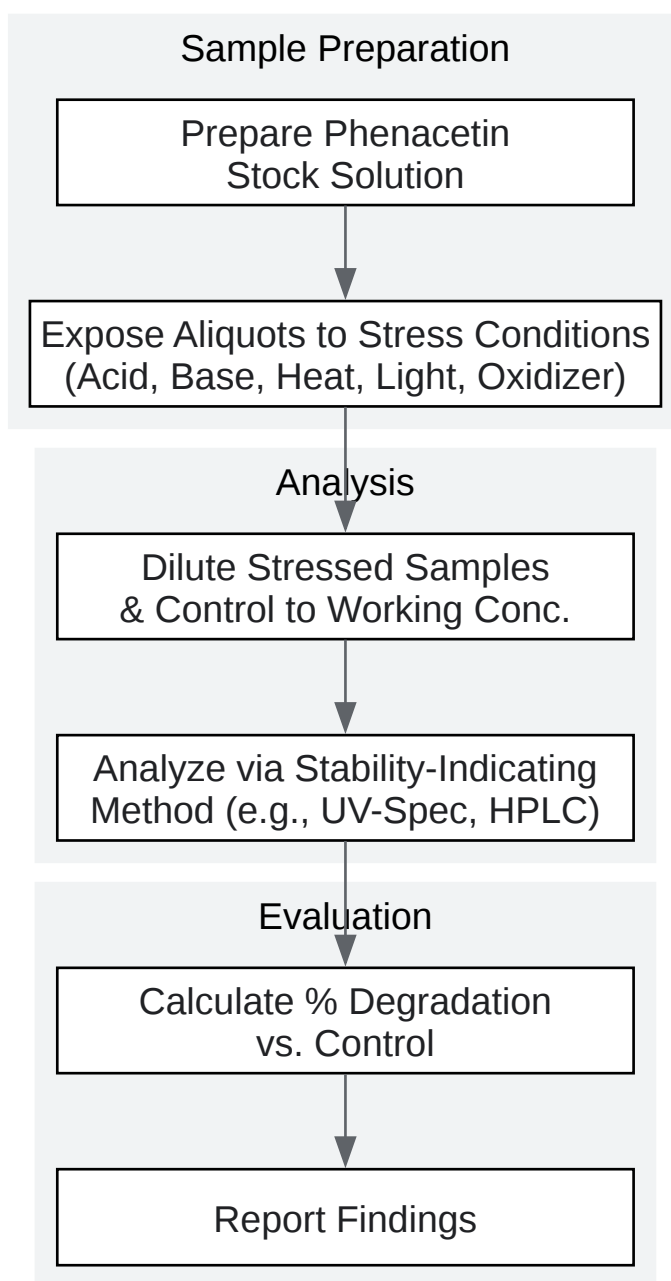 Sample Preparation
Prepare Phenacetin
Stock Solution
Expose Aliquots to Stress Conditions
(Acid, Base, Heat, Light, Oxidizer)
Analysis
Dilute Stressed Samples
& Control to Working Conc.
Analyze via Stability-Indicating
Method (e.g., UV-Spec, HPLC)
Evaluation
Calculate % Degradation
vs. Control
Report Findings